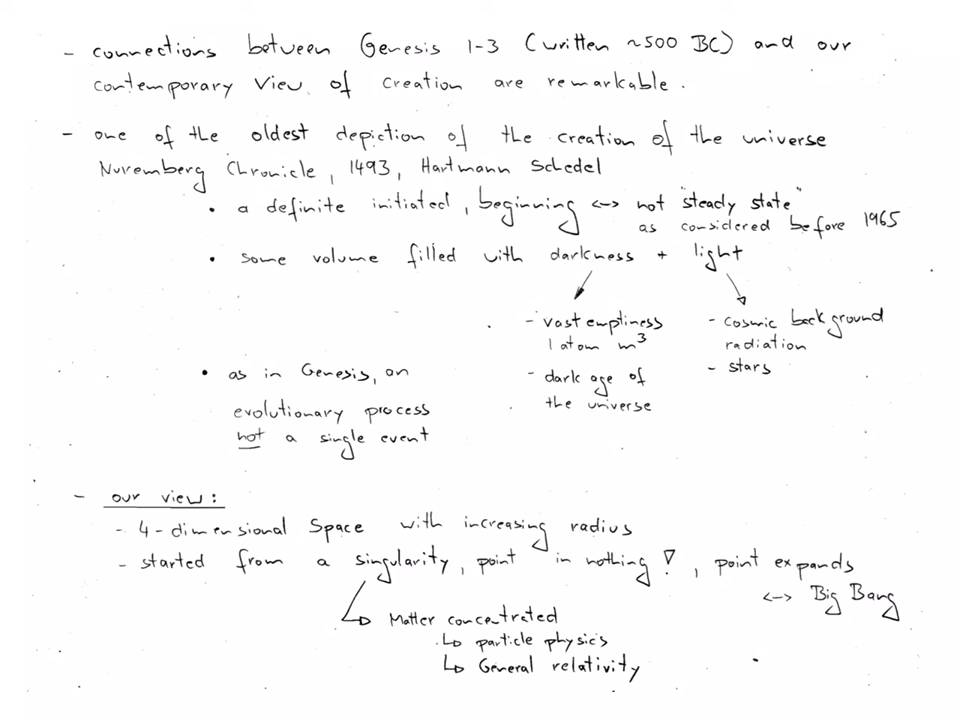 - connections between Genesis 1-3 (written ~500 BC) and our
contemporary View of creation are remarkable.
- one of the oldest depiction of the creation of the universe
Nuremberg Chronicle, 1493, Hartmann Schedel
• a definite initiated, beginning <-> not "steady state"
as considered before 1965
• some volume filled with darkness + light
- vast emptiness
1 atom m³
- dark age of
the universe
- cosmic background
radiation
- stars
• as in Genesis, an
evolutionary process
not a single event
- our view:
- 4-dimensional Space with increasing radius
- started from a singularity, point in nothing!, point expands
<-> Big Bang
↳ Matter concentrated
↳ particle physics
↳ General relativity